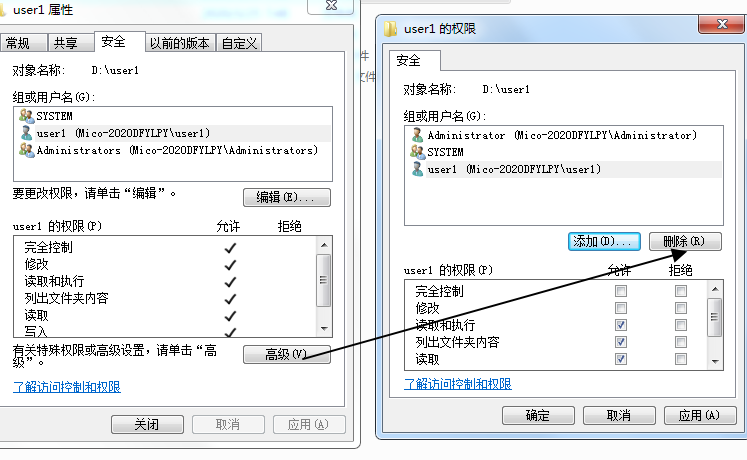 user1 属性
常规 共享 安全 以前的版本 自定义
对象名称: D:\user1
组或用户名(G):
SYSTEM
user1 (Mico-2020DFYLPY\user1)
Administrators (Mico-2020DFYLPY\Administrators)
要更改权限,请单击“编辑”。
编辑(E)...
user1 的权限(P) 允许 拒绝
完全控制
修改
读取和执行
列出文件夹内容
读取
写入
有关特殊权限或高级设置,请单击“高
级”。
高级(V)
了解访问控制和权限
关闭 取消 应用(A)
件
文件
user1 的权限
安全
对象名称: D:\user1
组或用户名(G):
Administrator (Mico-2020DFYLPY\Administrator)
SYSTEM
user1 (Mico-2020DFYLPY\user1)
添加(D)... 删除(R)
user1 的权限(P) 允许 拒绝
完全控制
修改
读取和执行
列出文件夹内容
读取
了解访问控制和权限
确定 取消 应用(A)